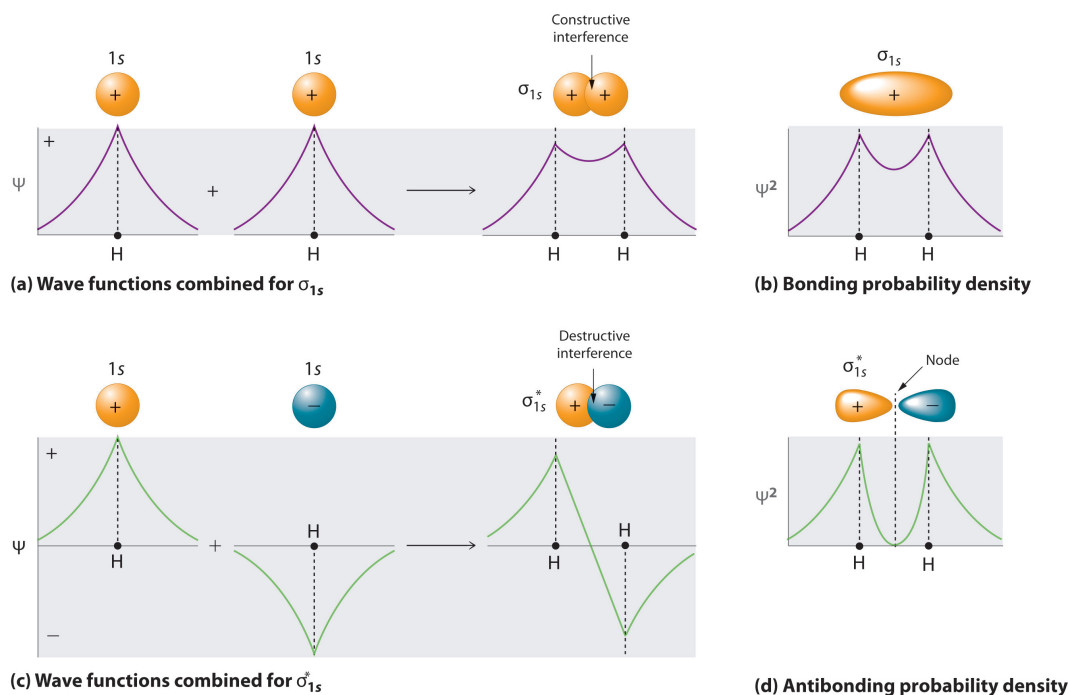 Constructive
interference
1s
1s
σ1s
σ1s
+
+
+ +
+
+
Ψ
+
Ψ²
H
H
H
H
H
H
(a) Wave functions combined for σ1s
(b) Bonding probability density
Destructive
interference
1s
1s
σ*1s
σ*1s
Node
+
−
+ −
+
−
+
Ψ
+
−
H
H
H
H
Ψ²
H
H
(c) Wave functions combined for σ*1s
(d) Antibonding probability density